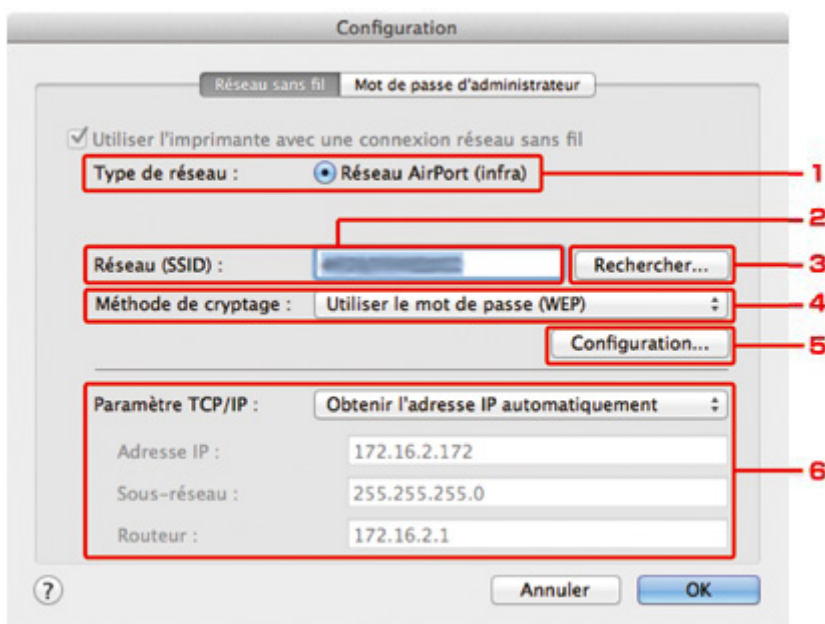 Configuration
Réseau sans fil Mot de passe d'administrateur
Utiliser l'imprimante avec une connexion réseau sans fil
Type de réseau : Réseau AirPort (infra) 1
2
Réseau (SSID) : Rechercher... 3
Méthode de cryptage : Utiliser le mot de passe (WEP) 4
Configuration... 5
Paramètre TCP/IP : Obtenir l'adresse IP automatiquement
Adresse IP : 172.16.2.172
6
Sous-réseau : 255.255.255.0
Routeur : 172.16.2.1
? Annuler OK